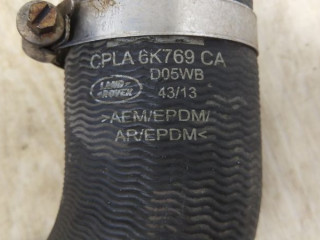 CPLA 6K769 CA
D05WB
LAND
ROVER
43/13
>AEM/EPDM/
AR/EPDM<